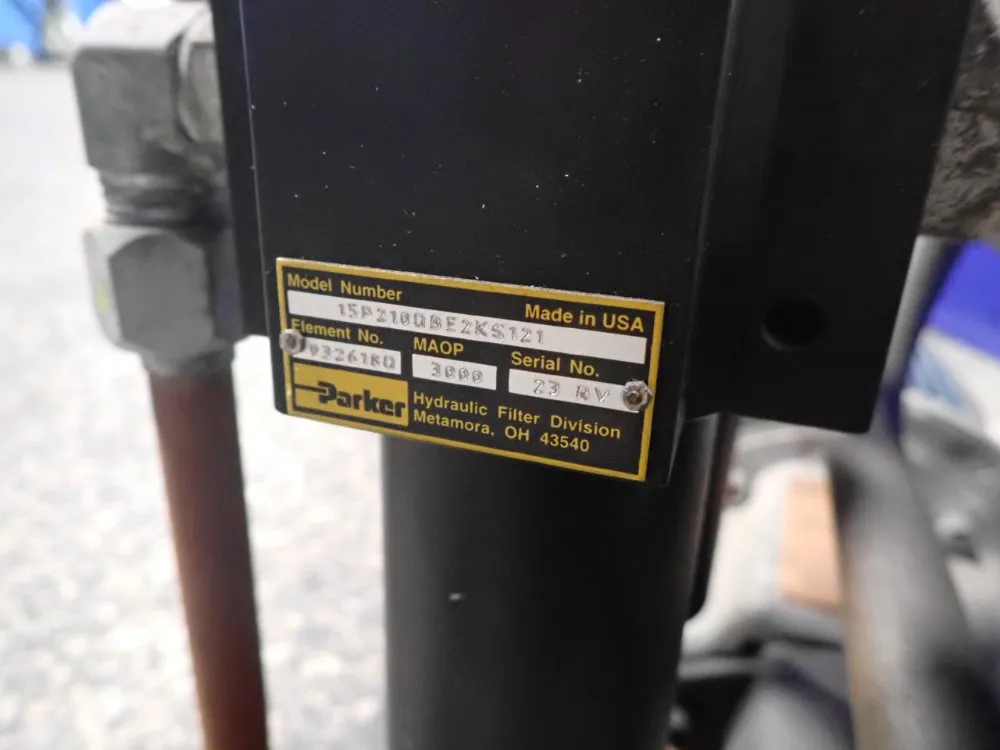 Model Number
Made in USA
15P210QBE2KS121
Element No.
MAOP
Serial No.
932618Q
3000
23 RV
Parker
Hydraulic Filter Division
Metamora, OH 43540